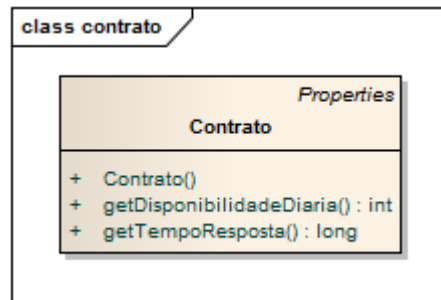 class contrato
Properties
Contrato
+ Contrato()
+ getDisponibilidadeDiaria() : int
+ getTempoResposta() : long